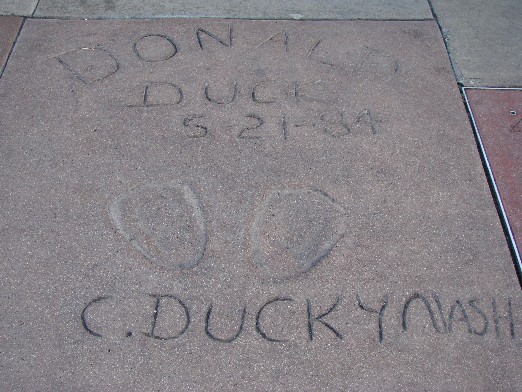 DONALD
DUCK
5 21-84
C. DUCKY NASH